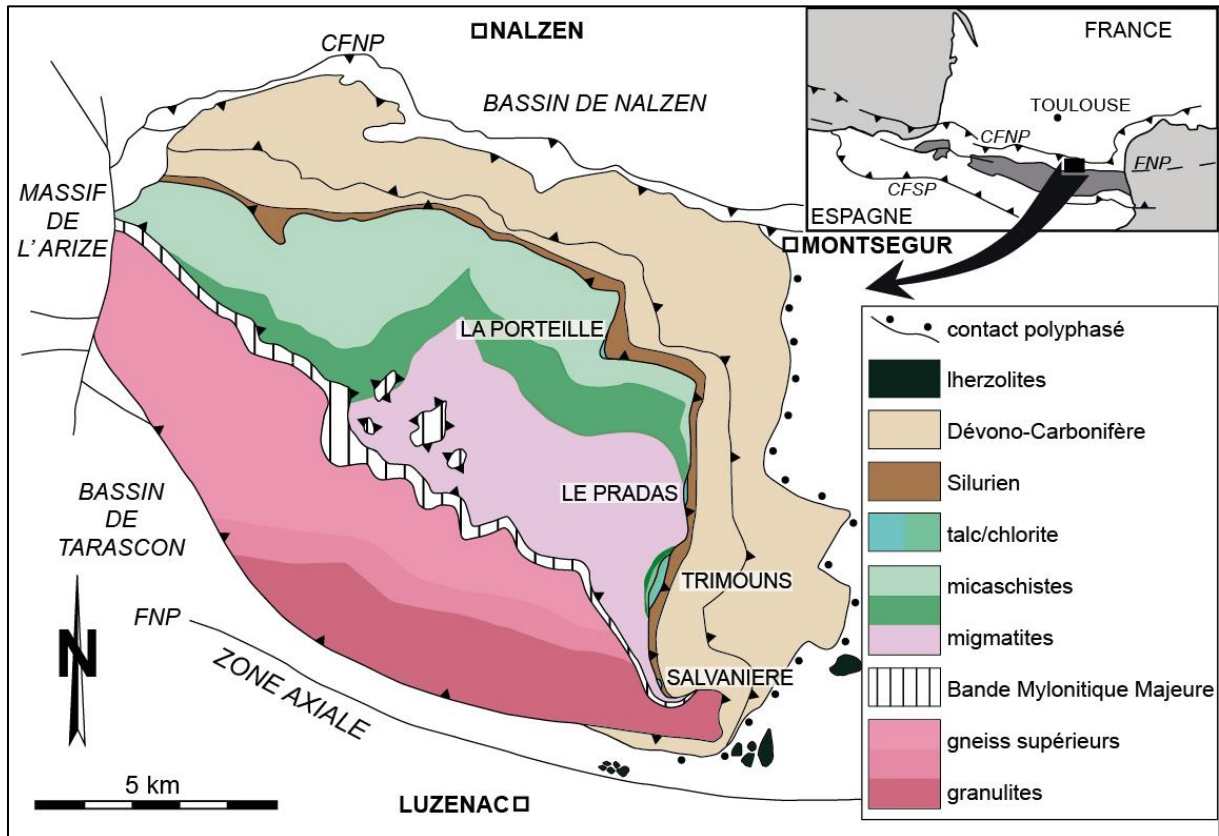 CFNP
NALZEN
BASSIN DE NALZEN
FRANCE
TOULOUSE
CFNP
FNP
CFSP
ESPAGNE
MASSIF
DE
L' ARIZE
MONTSEGUR
LA PORTEILLE
LE PRADAS
BASSIN
DE
TARASCON
TRIMOUNS
FNP
N
ZONE AXIALE
SALVANIERE
5 km
LUZENAC
contact polyphasé
lherzolites
Dévono-Carbonifère
Silurien
talc/chlorite
micaschistes
migmatites
Bande Mylonitique Majeure
gneiss supérieurs
granulites